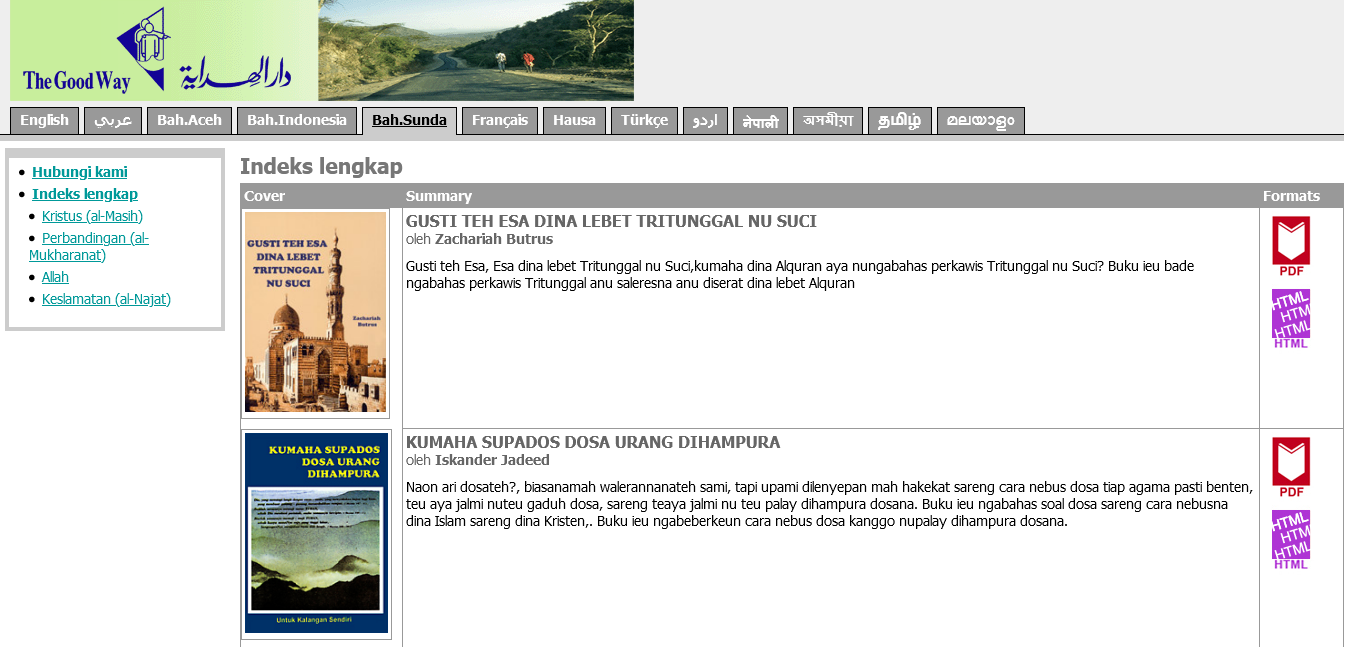 The Good Way
دار الهداية
English عربي Bah.Aceh Bah.Indonesia Bah.Sunda Français Hausa Türkçe اردو नेपाली অসমীয়া தமிழ் മലയാളം
Hubungi kami
Indeks lengkap
Kristus (al-Masih)
Perbandingan (al-
Mukharanat)
Allah
Keslamatan (al-Najat)
Indeks lengkap
Cover Summary Formats
GUSTI TEH ESA
DINA LEBET
TRITUNGGAL
NU SUCI
Zachariah
Butrus
GUSTI TEH ESA DINA LEBET TRITUNGGAL NU SUCI
oleh Zachariah Butrus
Gusti teh Esa, Esa dina lebet Tritunggal nu Suci,kumaha dina Alquran aya nungabahas perkawis Tritunggal nu Suci? Buku ieu bade
ngabahas perkawis Tritunggal anu saleresna anu diserat dina lebet Alquran
PDF
HTML
HTML
HTML
HTML
KUMAHA SUPADOS
DOSA URANG
DIHAMPURA
Untuk Kalangan Sendiri
KUMAHA SUPADOS DOSA URANG DIHAMPURA
oleh Iskander Jadeed
Naon ari dosateh?, biasanamah walerannanateh sami, tapi upami dilenyepan mah hakekat sareng cara nebus dosa tiap agama pasti benten,
teu aya jalmi nuteu gaduh dosa, sareng teaya jalmi nu teu palay dihampura dosana. Buku ieu ngabahas soal dosa sareng cara nebusna
dina Islam sareng dina Kristen,. Buku ieu ngabeberkeun cara nebus dosa kanggo nupalay dihampura dosana.
PDF
HTML
HTML
HTML
HTML